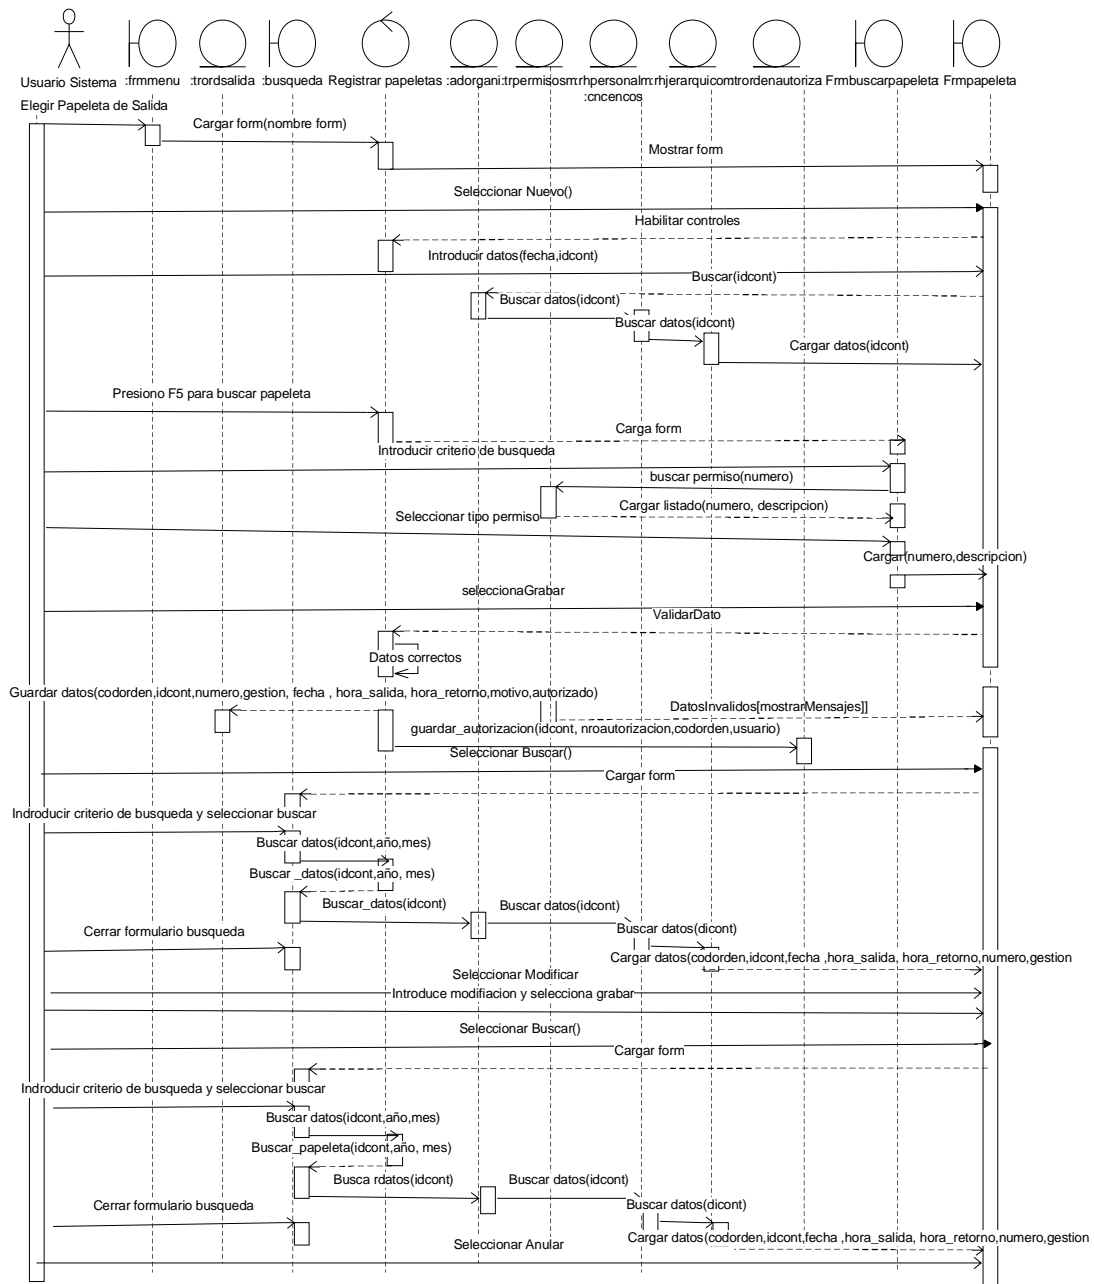 Usuario Sistema :frmmenu :trordsalida :busqueda Registrar papeletas :adorgani :trpermisosm :rhpersonalm :rhjerarquicom trordenautoriza Frmbuscarpapeleta Frmpapeleta
:cncencos
Elegir Papeleta de Salida
Cargar form(nombre form)
Mostrar form
Seleccionar Nuevo()
Habilitar controles
Introducir datos(fecha,idcont)
Buscar(idcont)
Buscar datos(idcont)
Buscar datos(idcont)
Cargar datos(idcont)
Presiono F5 para buscar papeleta
Carga form
Introducir criterio de busqueda
buscar permiso(numero)
Cargar listado(numero, descripcion)
Seleccionar tipo permiso
Cargar(numero,descripcion)
seleccionaGrabar
ValidarDato
Datos correctos
Guardar datos(codorden,idcont,numero,gestion, fecha , hora_salida, hora_retorno,motivo,autorizado)
DatosInvalidos[mostrarMensajes]]
guardar_autorizacion(idcont, nroautorizacion,codorden,usuario)
Seleccionar Buscar()
Cargar form
Indroducir criterio de busqueda y seleccionar buscar
Buscar datos(idcont,año,mes)
Buscar _datos(idcont,año, mes)
Buscar_datos(idcont)
Buscar datos(idcont)
Buscar datos(dicont)
Cerrar formulario busqueda
Cargar datos(codorden,idcont,fecha ,hora_salida, hora_retorno,numero,gestion
Seleccionar Modificar
Introduce modifiacion y selecciona grabar
Seleccionar Buscar()
Cargar form
Indroducir criterio de busqueda y seleccionar buscar
Buscar datos(idcont,año,mes)
Buscar_papeleta(idcont,año, mes)
Busca rdatos(idcont)
Buscar datos(idcont)
Buscar datos(dicont)
Cerrar formulario busqueda
Cargar datos(codorden,idcont,fecha ,hora_salida, hora_retorno,numero,gestion
Seleccionar Anular